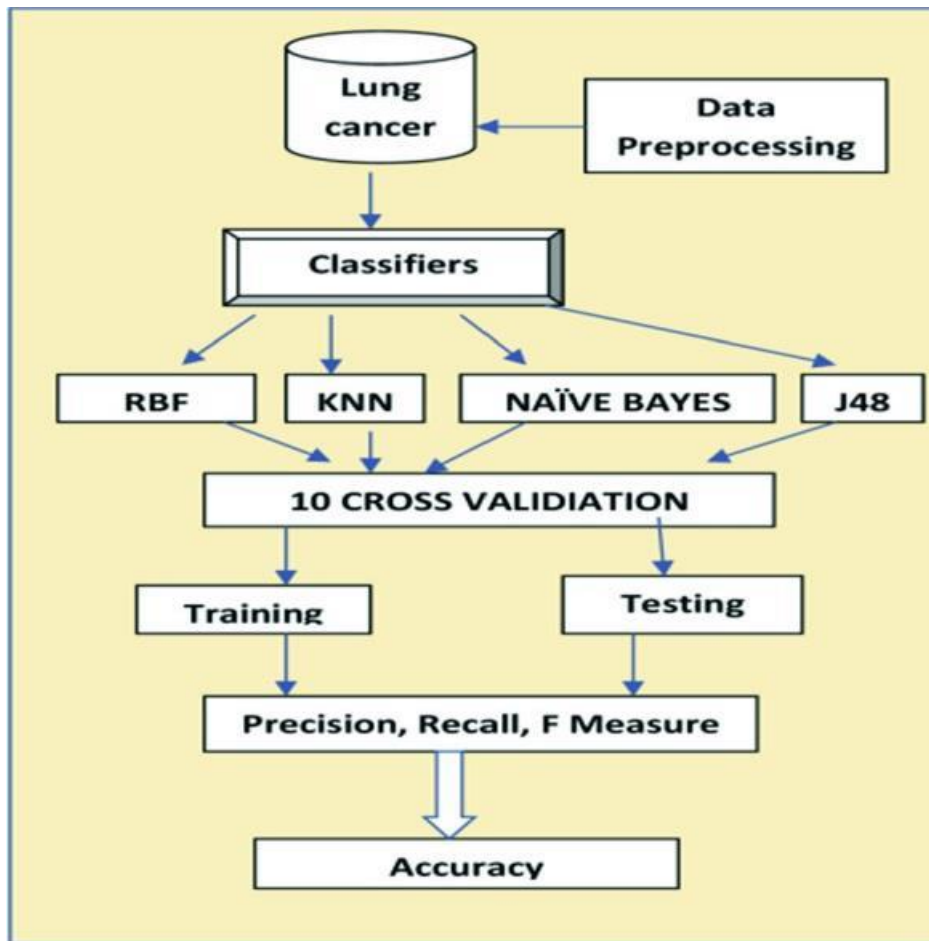 Lung
cancer
Data
Preprocessing
Classifiers
RBF
KNN
NAÏVE BAYES
J48
10 CROSS VALIDIATION
Training
Testing
Precision, Recall, F Measure
Accuracy